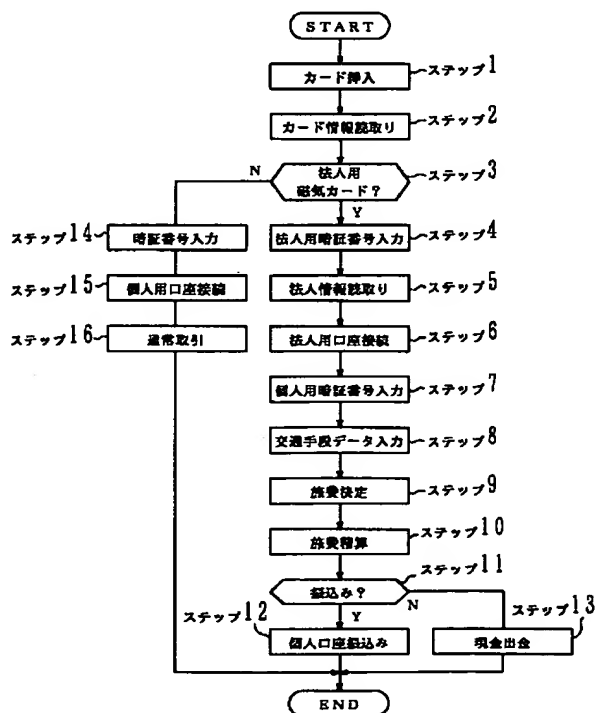 START
カード挿入
ステップ1
カード情報読取り
ステップ2
法人用
磁気カード?
ステップ3
N
Y
ステップ14
暗証番号入力
法人用暗証番号入力
ステップ4
ステップ15
個人用口座接続
法人情報読取り
ステップ5
ステップ16
通常取引
法人用口座接続
ステップ6
個人用暗証番号入力
ステップ7
交通手段データ入力
ステップ8
旅費決定
ステップ9
旅費精算
ステップ10
振込み?
ステップ11
N
Y
ステップ12
個人口座振込み
ステップ13
現金出金
END